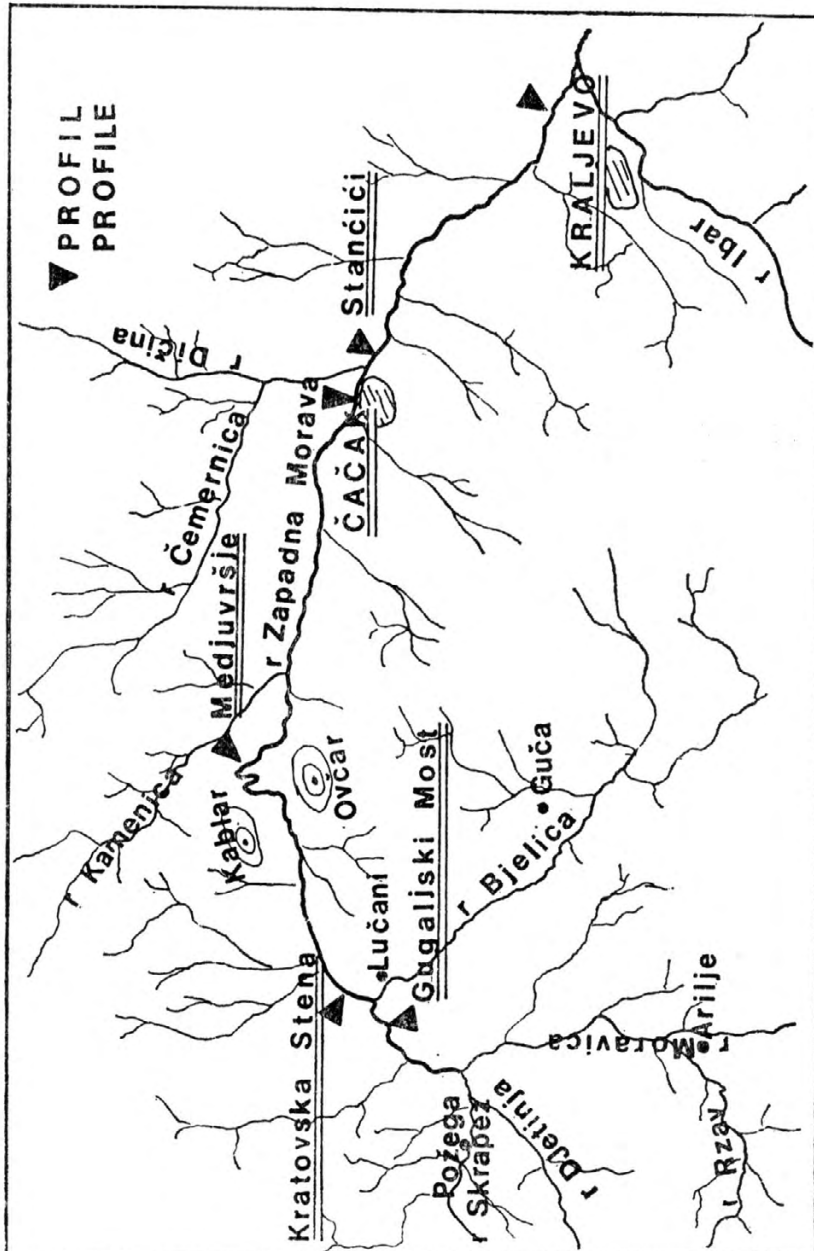 PROFIL
PROFILE
r Dičina
r Čemernica
r Kamenica
Kablar
Medjuvršje
r Zapadna Morava
ČAČA
Stančići
KRALJEVO
r Ibar
Ovčar
Kratovska Stena
Lučani
Gugaljski Most
r Bjelica
Guča
Požega
r Skrapež
r Djetinja
r Moravica
Arilje
r Rzav